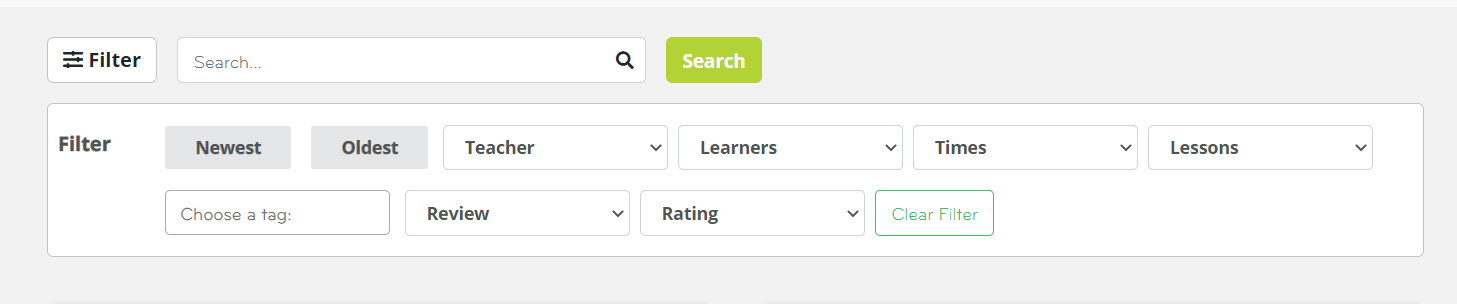 Filter Search... Search
Filter Newest Oldest Teacher Learners Times Lessons
Choose a tag: Review Rating Clear Filter